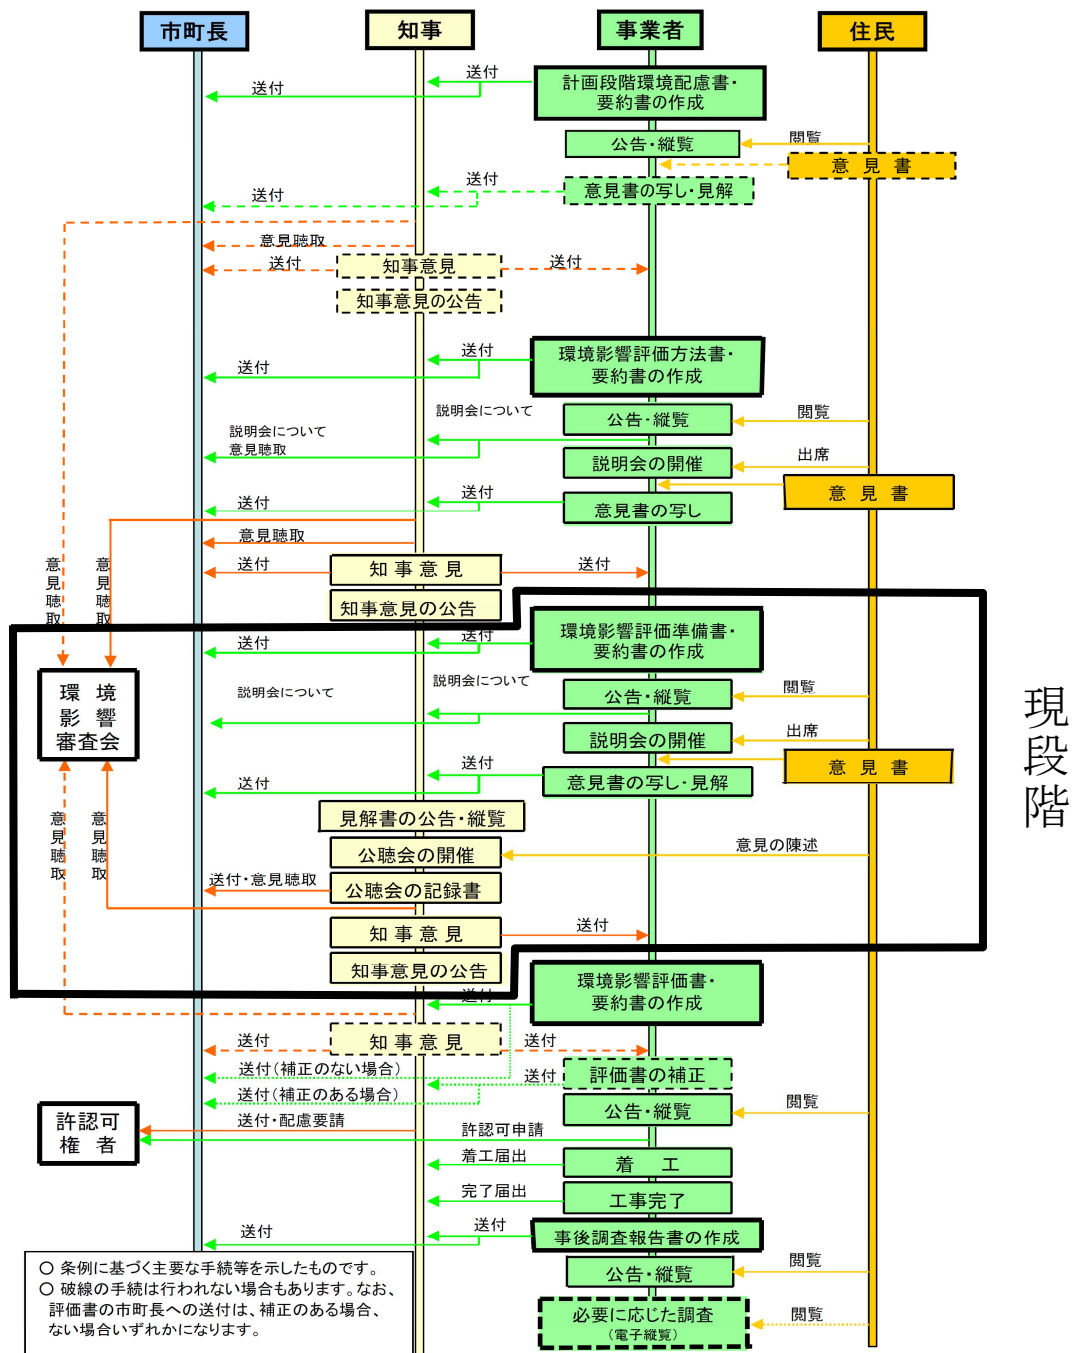 市町長
知事
事業者
住民
送付
送付
計画段階環境配慮書・
要約書の作成
公告・縦覧
閲覧
意 見 書
送付
送付
意見書の写し・見解
意見聴取
送付
知事意見
送付
知事意見の公告
送付
送付
環境影響評価方法書・
要約書の作成
説明会について
公告・縦覧
閲覧
説明会について
意見聴取
説明会の開催
出席
意 見 書
送付
送付
意見書の写し
意見聴取
送付
知 事 意 見
送付
意見聴取
意見聴取
知事意見の公告
送付
送付
環境影響評価準備書・
要約書の作成
環 境
影 響
審査会
説明会について
説明会について
公告・縦覧
閲覧
説明会の開催
出席
意 見 書
送付
送付
意見書の写し・見解
現段階
見解書の公告・縦覧
意見聴取
意見聴取
公聴会の開催
意見の陳述
送付・意見聴取
公聴会の記録書
知 事 意 見
送付
知事意見の公告
送付
環境影響評価書・
要約書の作成
送付
知 事 意 見
送付
送付(補正のない場合)
送付
評価書の補正
送付(補正のある場合)
公告・縦覧
閲覧
許認可
権 者
送付・配慮要請
許認可申請
着工届出
着 工
完了届出
工事完了
送付
送付
事後調査報告書の作成
公告・縦覧
閲覧
必要に応じた調査
(電子縦覧)
閲覧
○ 条例に基づく主要な手続等を示したものです。
○ 破線の手続は行われない場合もあります。なお、
評価書の市町長への送付は、補正のある場合、
ない場合いずれかになります。